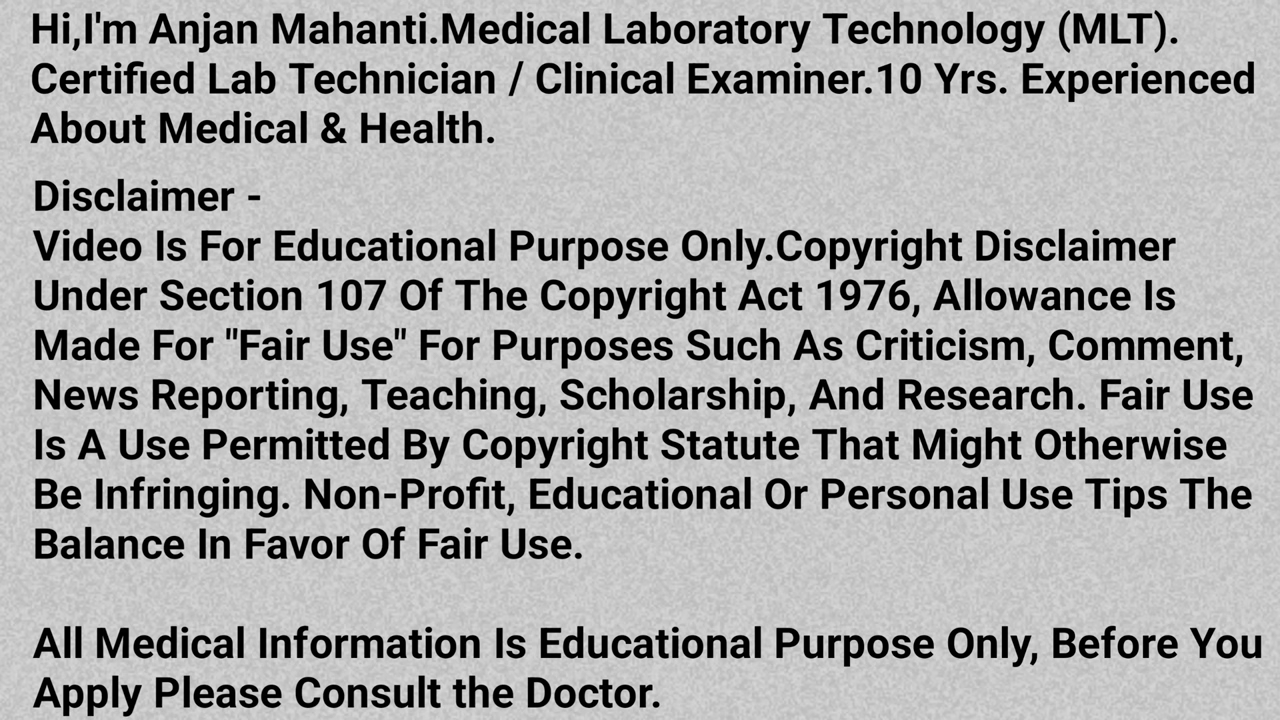 Hi,I'm Anjan Mahanti.Medical Laboratory Technology (MLT).
Certified Lab Technician / Clinical Examiner.10 Yrs. Experienced
About Medical & Health.
Disclaimer -
Video Is For Educational Purpose Only.Copyright Disclaimer
Under Section 107 Of The Copyright Act 1976, Allowance Is
Made For "Fair Use" For Purposes Such As Criticism, Comment,
News Reporting, Teaching, Scholarship, And Research. Fair Use
Is A Use Permitted By Copyright Statute That Might Otherwise
Be Infringing. Non-Profit, Educational Or Personal Use Tips The
Balance In Favor Of Fair Use.
All Medical Information Is Educational Purpose Only, Before You
Apply Please Consult the Doctor.